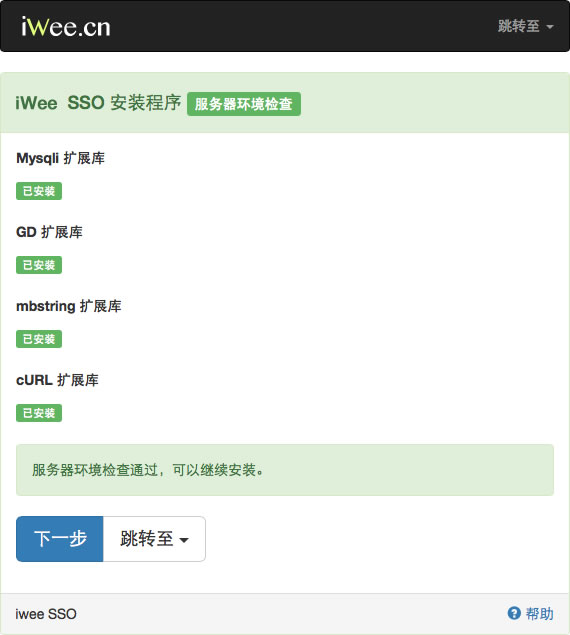 iWee.cn
跳转至
iWee SSO 安装程序 服务器环境检查
Mysqli 扩展库
已安装
GD 扩展库
已安装
mbstring 扩展库
已安装
cURL 扩展库
已安装
服务器环境检查通过，可以继续安装。
下一步 跳转至
iwee SSO
帮助